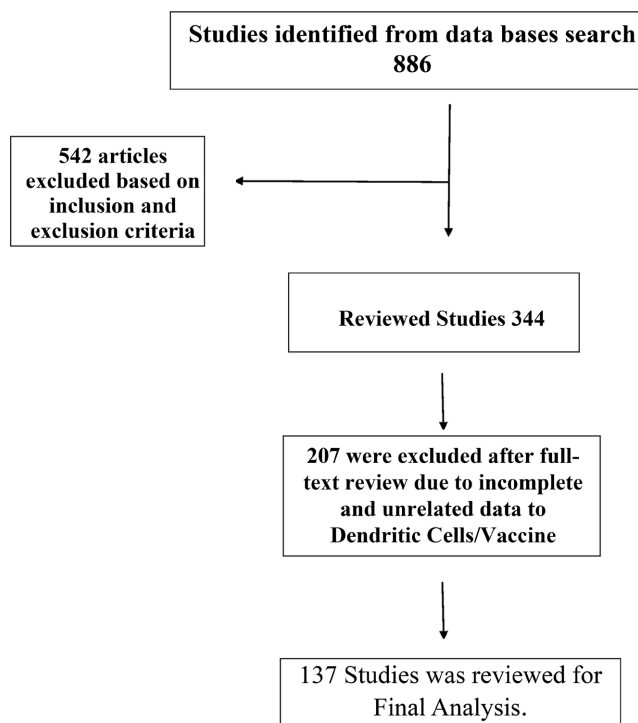 Studies identified from data bases search
886
542 articles
excluded based on
inclusion and
exclusion criteria
Reviewed Studies 344
207 were excluded after full-
text review due to incomplete
and unrelated data to
Dendritic Cells/Vaccine
137 Studies was reviewed for
Final Analysis.